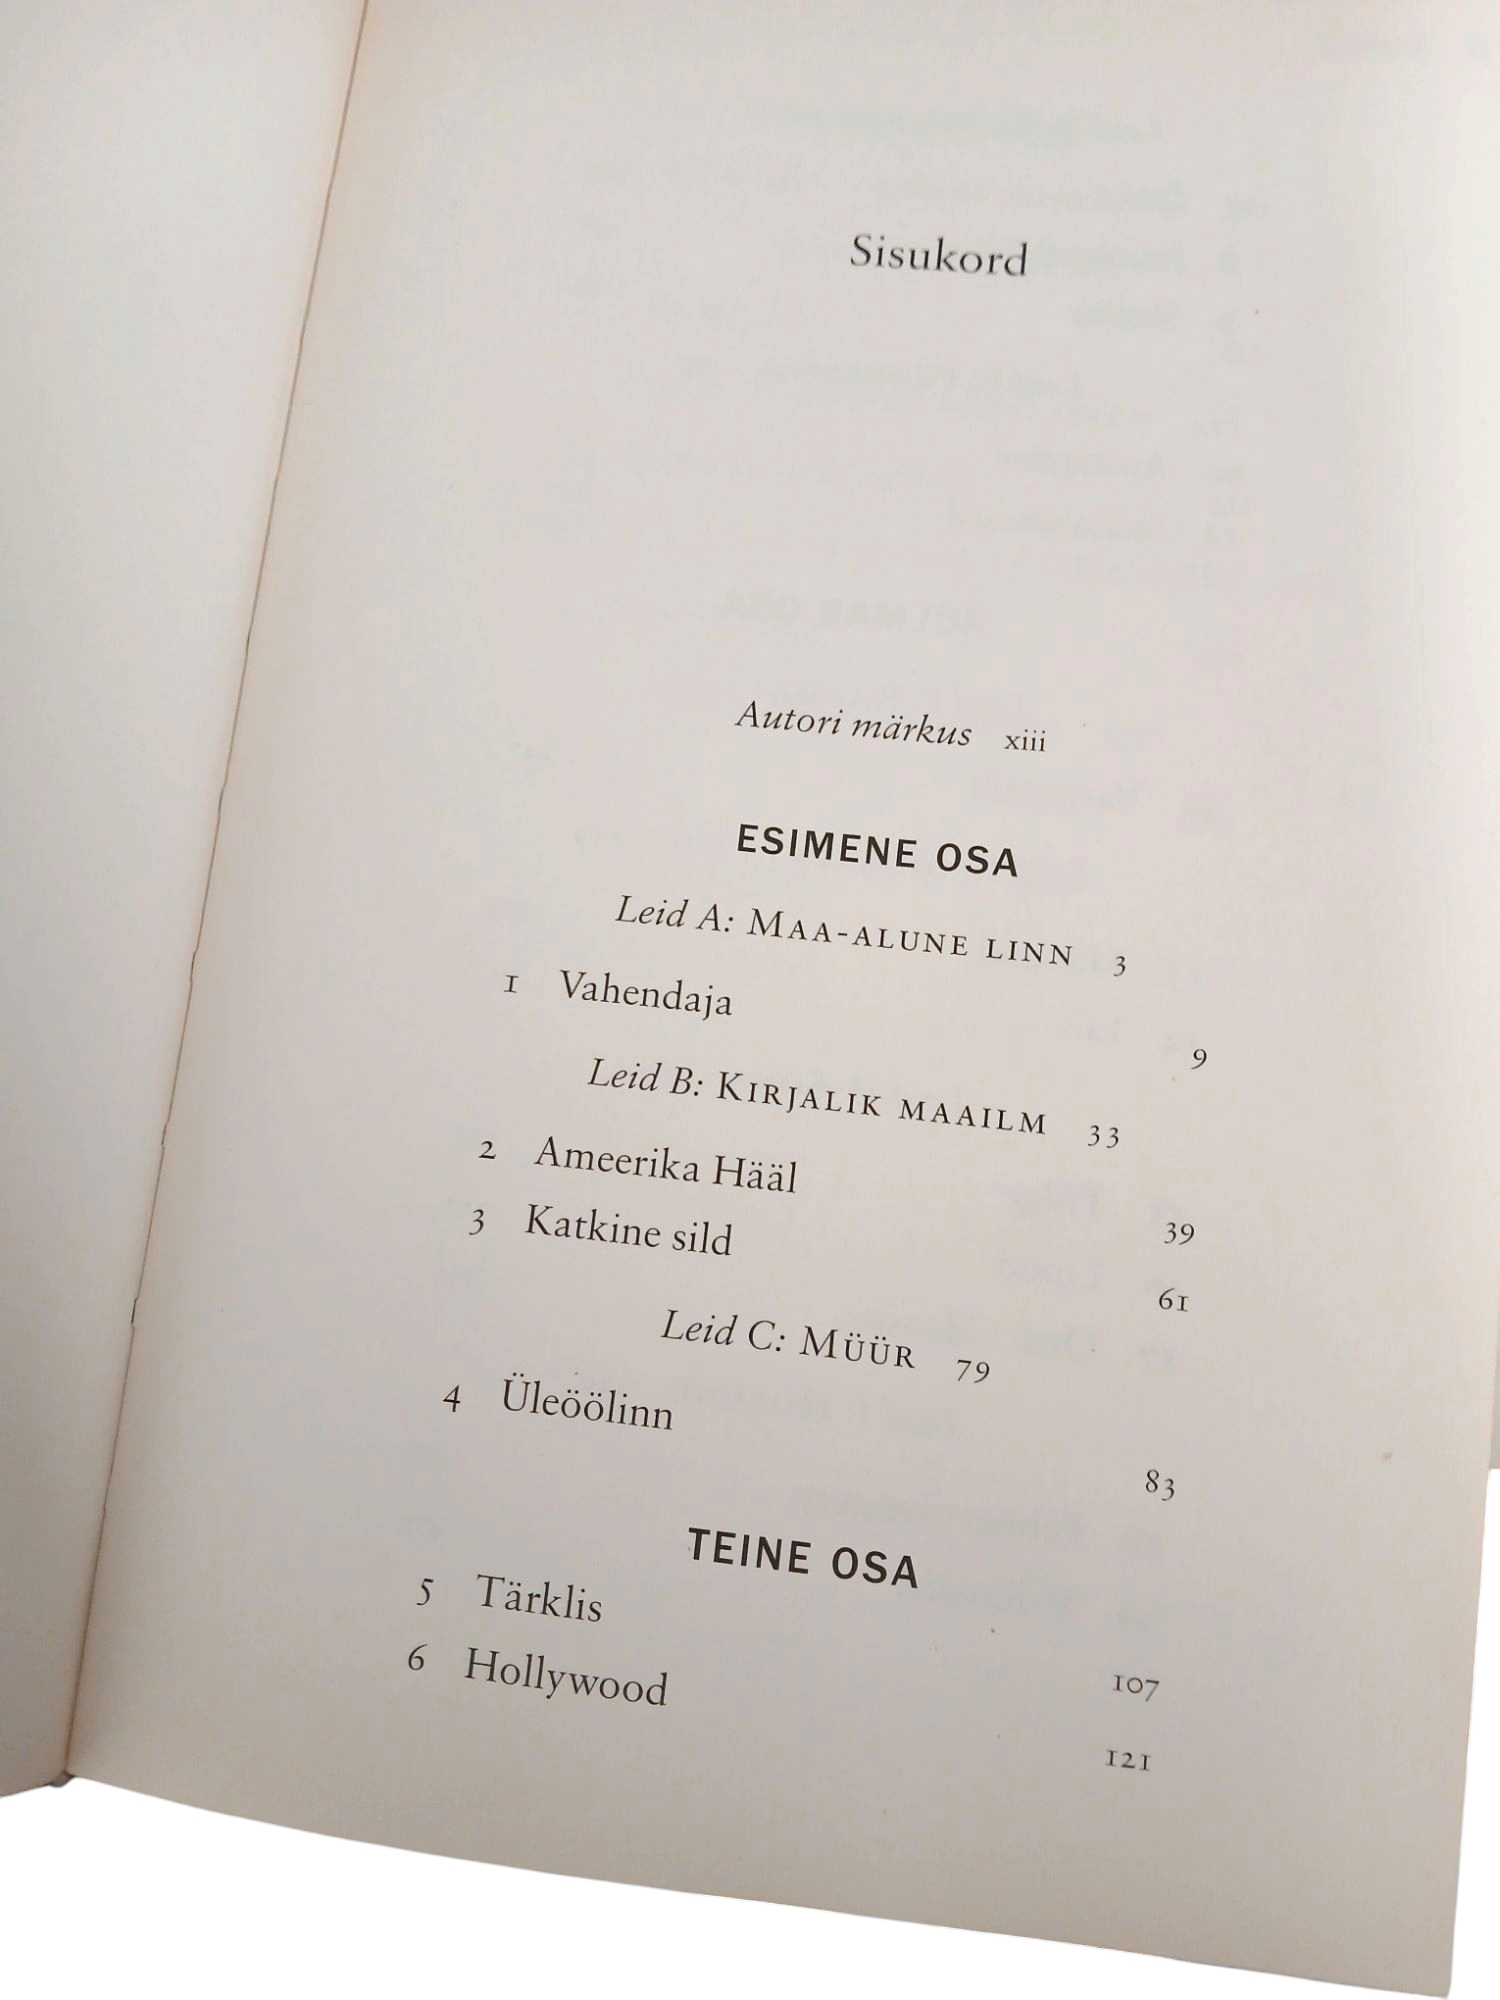 Sisukord
Autori märkus xiii
ESIMENE OSA
Leid A: MAA-ALUNE LINN 3
1 Vahendaja 9
Leid B: KIRJALIK MAAILM 33
2 Ameerika Hääl 39
3 Katkine sild 61
Leid C: MÜÜR 79
4 Üleöölinn 83
TEINE OSA
5 Tärklis 107
6 Hollywood 121